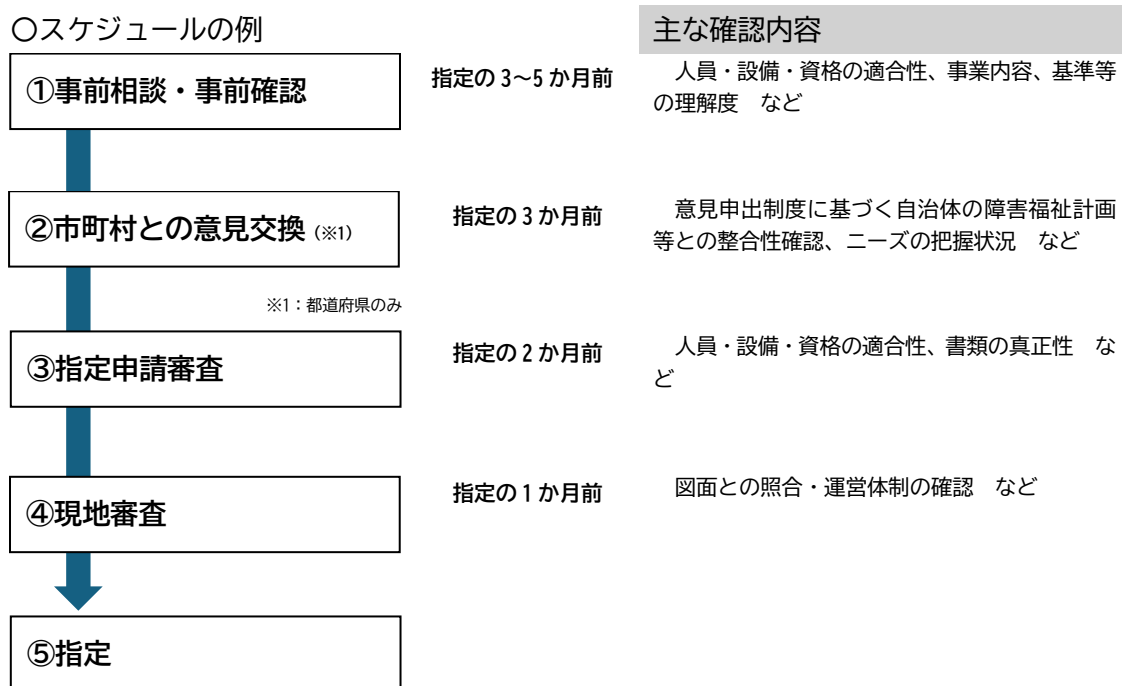 〇スケジュールの例
主な確認内容
①事前相談・事前確認
指定の3～5か月前
人員・設備・資格の適合性、事業内容、基準等
の理解度　など
②市町村との意見交換（※1）
指定の3か月前
意見申出制度に基づく自治体の障害福祉計画
等との整合性確認、ニーズの把握状況　など
※1：都道府県のみ
③指定申請審査
指定の2か月前
人員・設備・資格の適合性、書類の真正性　な
ど
④現地審査
指定の1か月前
図面との照合・運営体制の確認　など
⑤指定